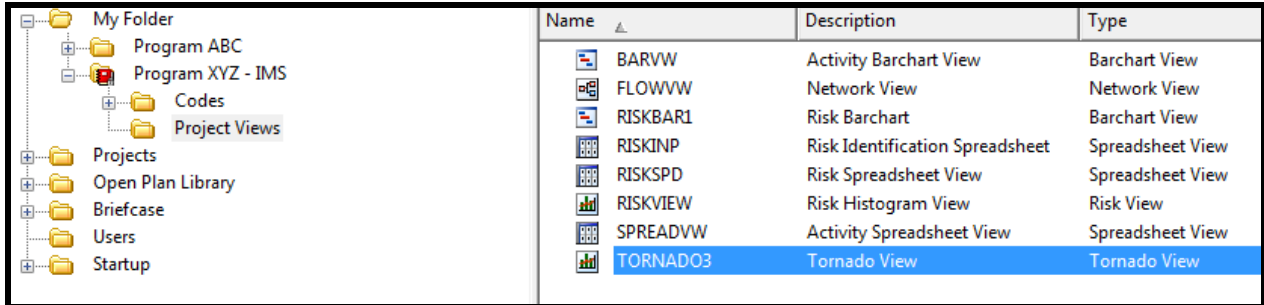 My Folder
Program ABC
Program XYZ - IMS
Codes
Project Views
Projects
Open Plan Library
Briefcase
Users
Startup
Name Description Type
BARVW Activity Barchart View Barchart View
FLOWVW Network View Network View
RISKBAR1 Risk Barchart Barchart View
RISKINP Risk Identification Spreadsheet Spreadsheet View
RISKSPD Risk Spreadsheet View Spreadsheet View
RISKVIEW Risk Histogram View Risk View
SPREADVW Activity Spreadsheet View Spreadsheet View
TORNADO3 Tornado View Tornado View